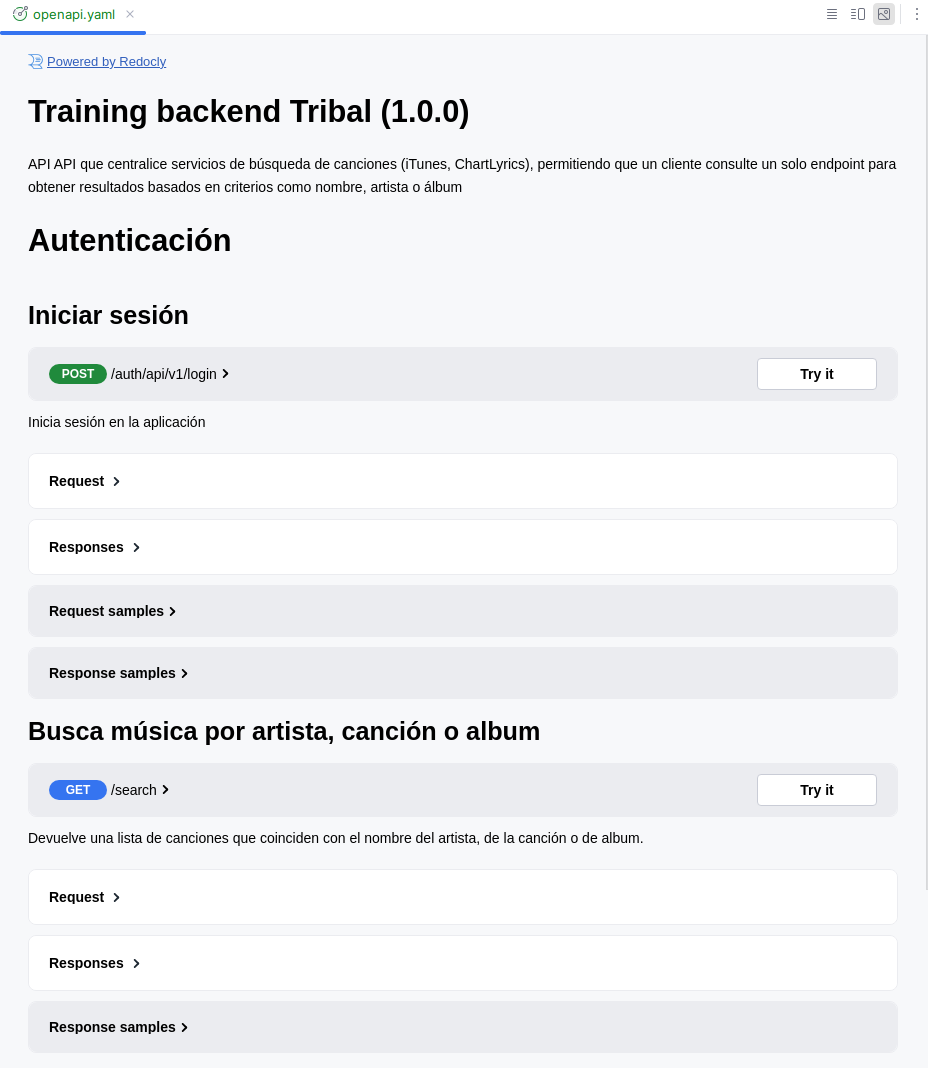 openapi.yaml
Powered by Redocly
Training backend Tribal (1.0.0)
API API que centralice servicios de búsqueda de canciones (iTunes, ChartLyrics), permitiendo que un cliente consulte un solo endpoint para
obtener resultados basados en criterios como nombre, artista o álbum
Autenticación
Iniciar sesión
POST /auth/api/v1/login
Try it
Inicia sesión en la aplicación
Request
Responses
Request samples
Response samples
Busca música por artista, canción o album
GET /search
Try it
Devuelve una lista de canciones que coinciden con el nombre del artista, de la canción o de album.
Request
Responses
Response samples